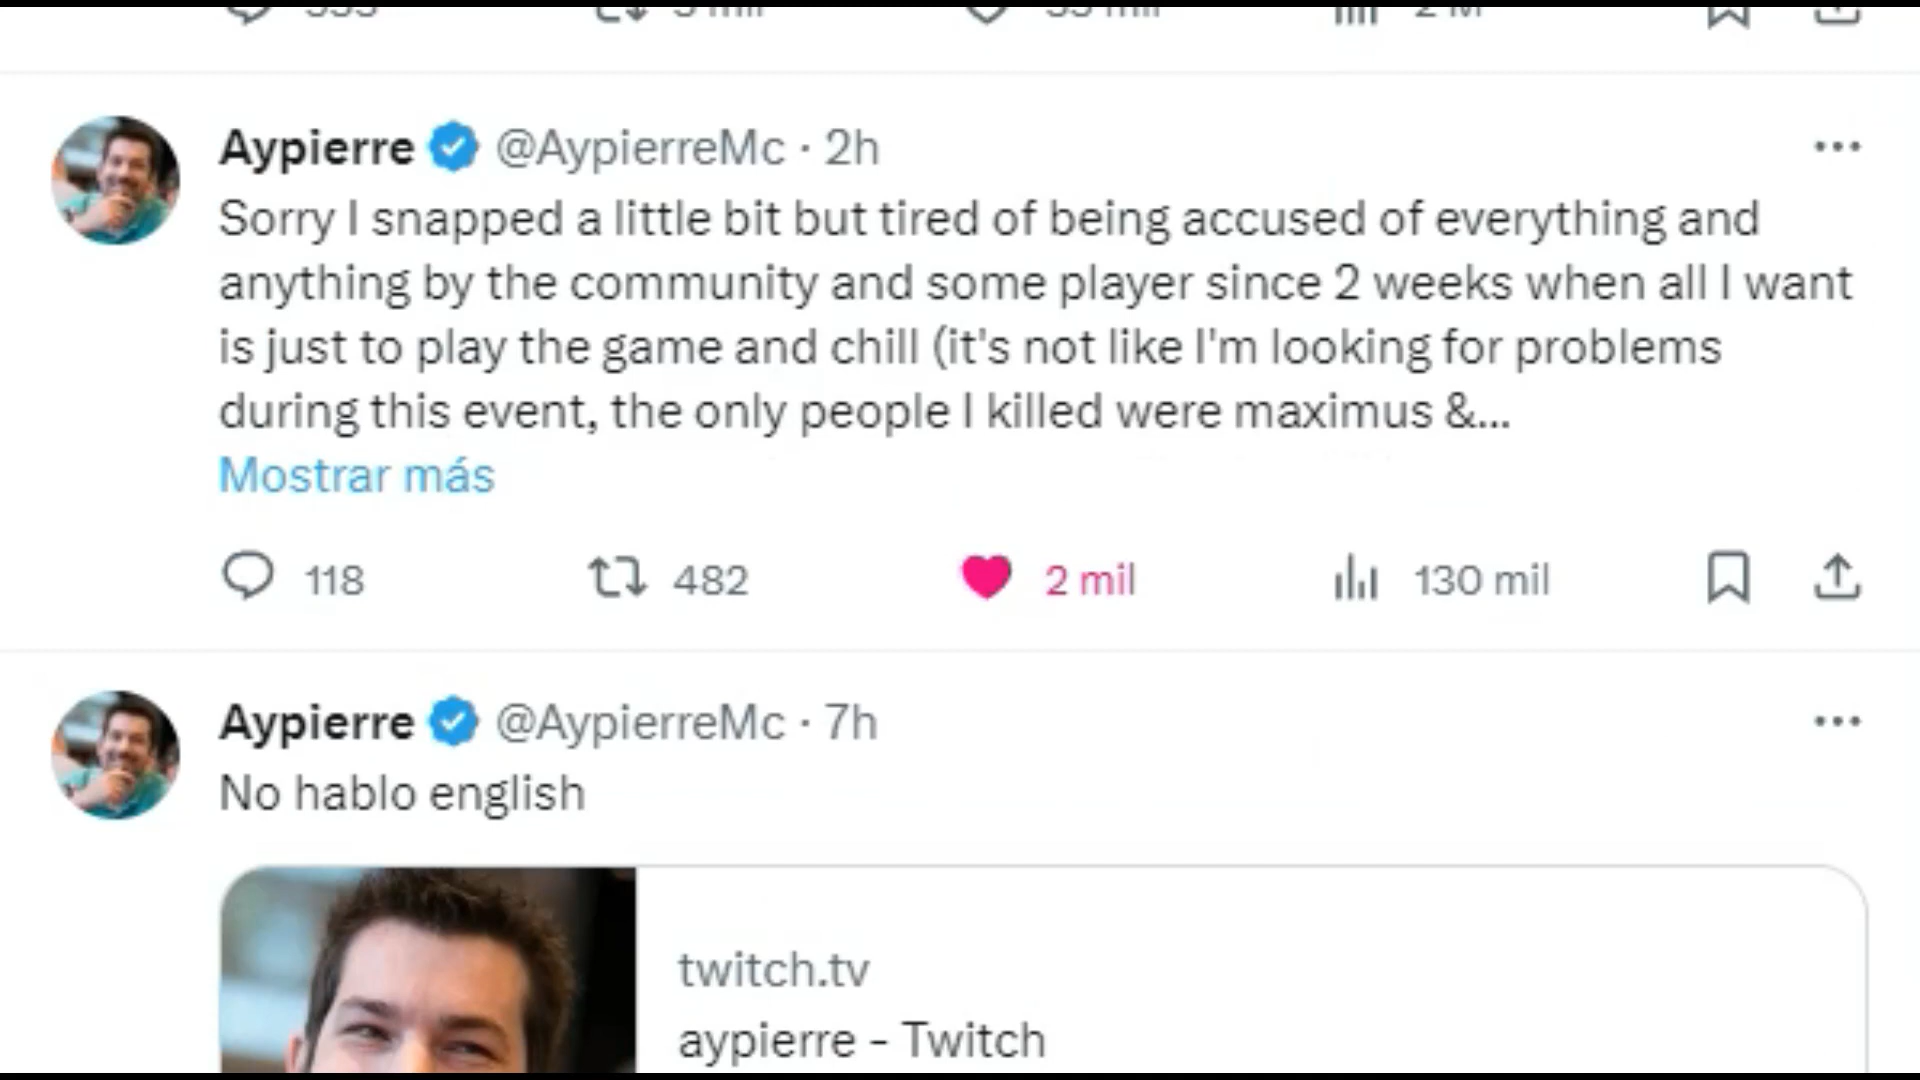 Aypierre @AypierreMc · 2h
Sorry I snapped a little bit but tired of being accused of everything and
anything by the community and some player since 2 weeks when all I want
is just to play the game and chill (it's not like I'm looking for problems
during this event, the only people I killed were maximus &...
Mostrar más
118 482 2 mil 130 mil
Aypierre @AypierreMc · 7h
No hablo english
twitch.tv
aypierre - Twitch